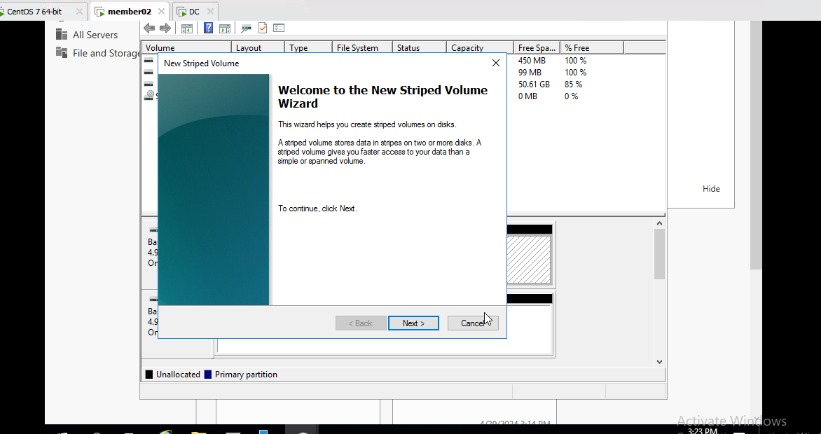 CentOS 7 64-bit
member02
DC
All Servers
File and Storage
Volume Layout Type File System Status Capacity Free Spa... % Free
450 MB 100 %
99 MB 100 %
50.61 GB 85 %
0 MB 0 %
New Striped Volume
Welcome to the New Striped Volume
Wizard
This wizard helps you create striped volumes on disks.
A striped volume stores data in stripes on two or more disks. A
striped volume gives you faster access to your data than a
simple or spanned volume.
To continue, click Next.
Hide
Ba
4.9
On
Ba
4.9
On
< Back Next > Cancel
Unallocated Primary partition
4/29/2024 3:14 PM
Activate Windows
3:23 PM